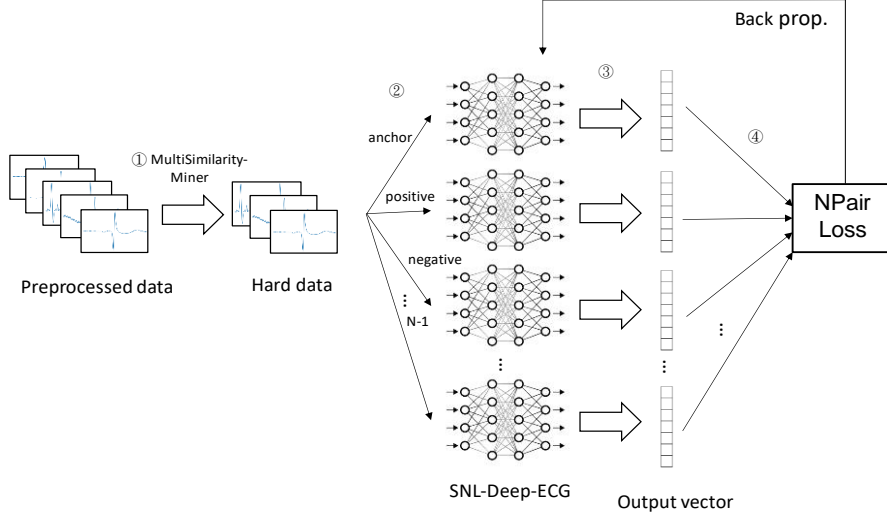 Back prop.
②
③
① MultiSimilarity-
Miner
anchor
④
positive
NPair
Loss
negative
Preprocessed data
Hard data
⋮
N-1
⋮
⋮
⋮
SNL-Deep-ECG
Output vector